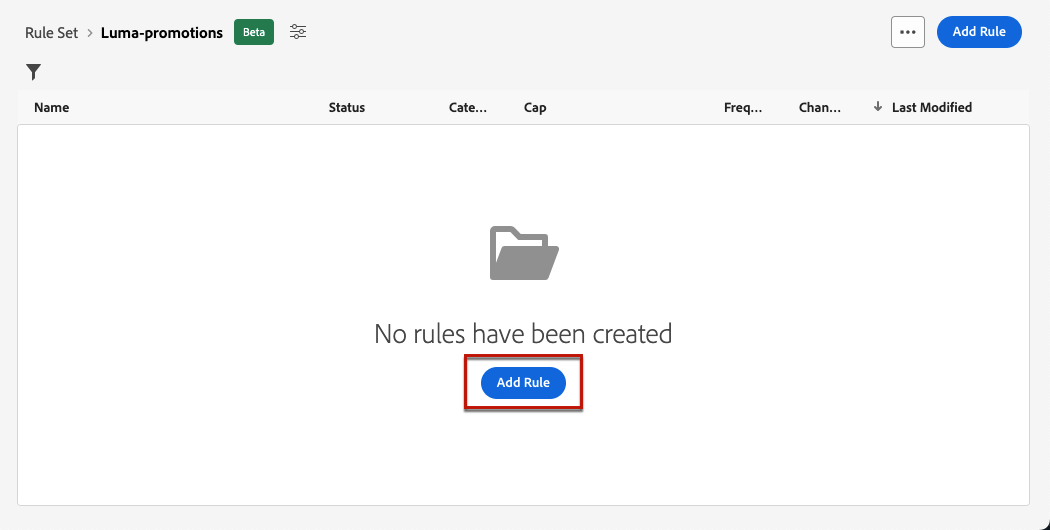 Rule Set > Luma-promotions Beta ... Add Rule
Name Status Cate... Cap Freq... Chan... Last Modified
No rules have been created
Add Rule